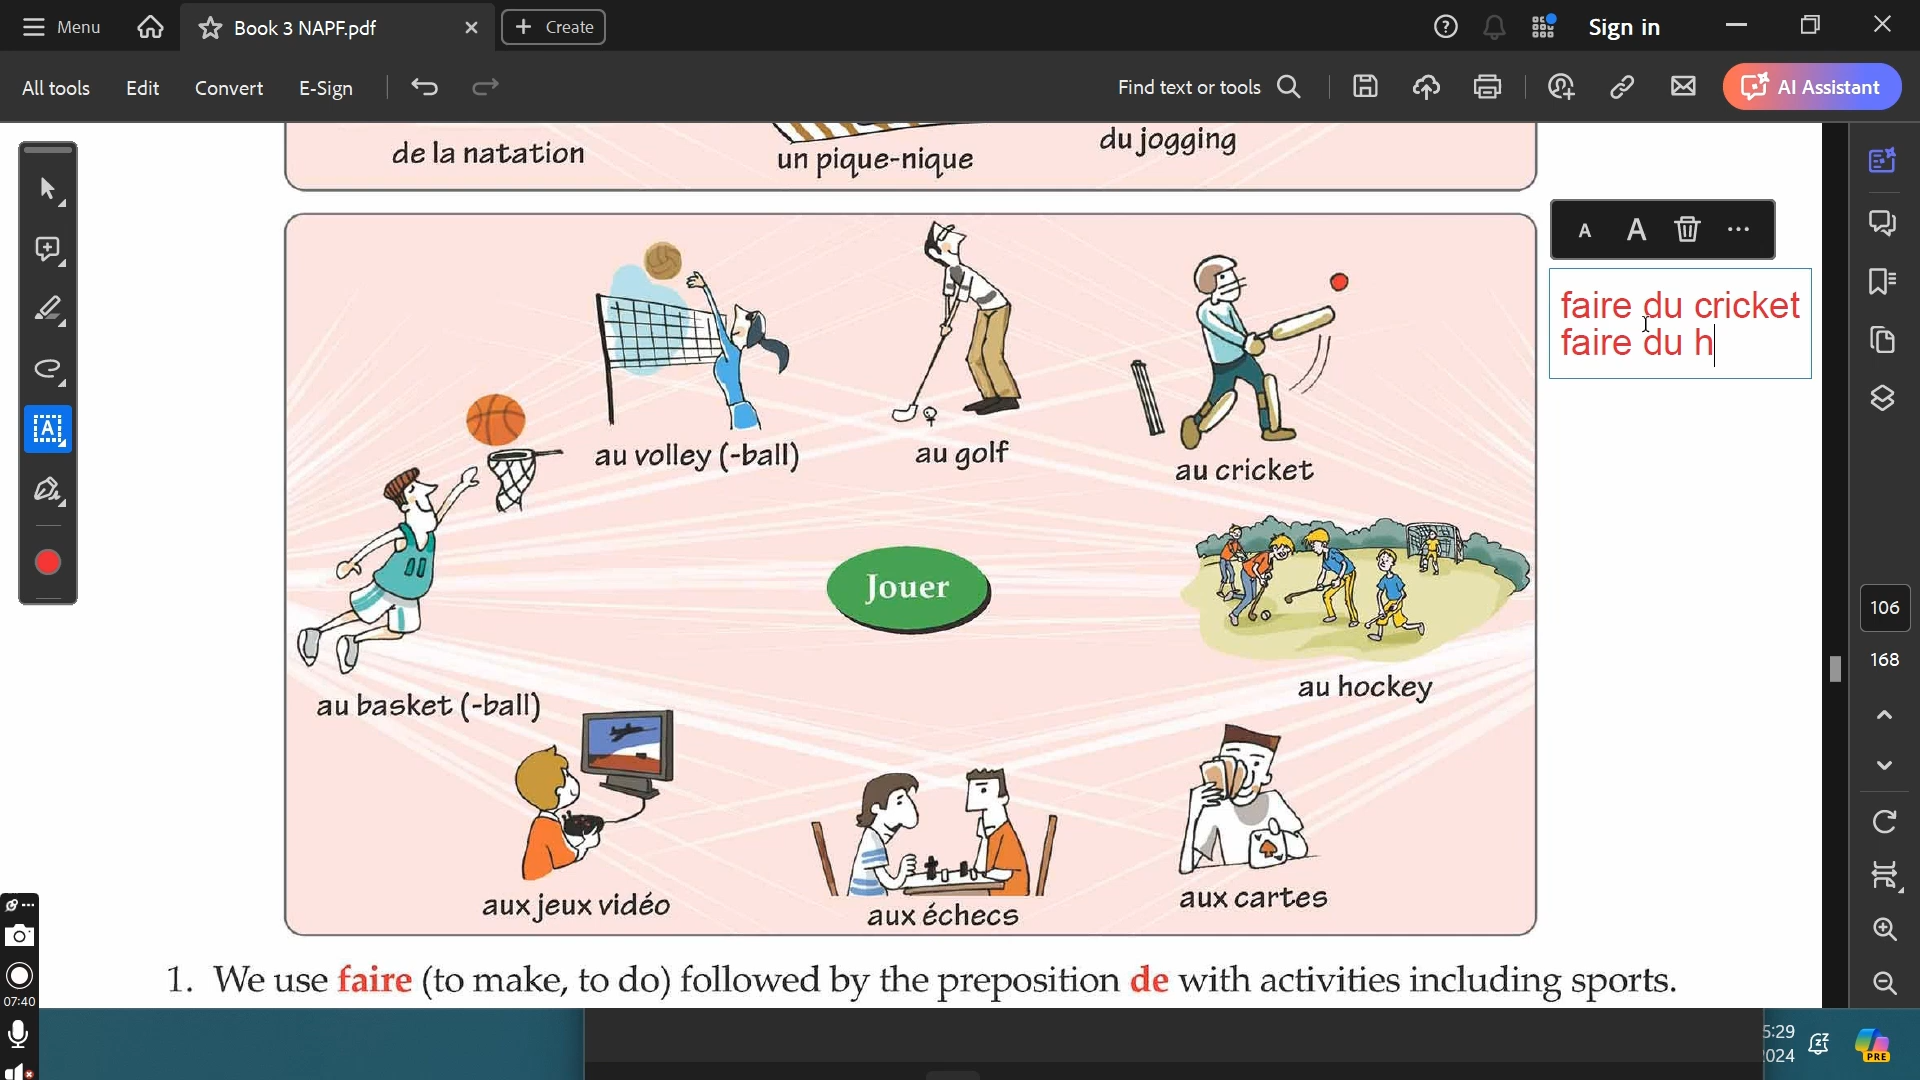 Menu
Book 3 NAPF.pdf
Create
Sign in
All tools
Edit
Convert
E-Sign
Find text or tools
AI Assistant
de la natation
un pique-nique
du jogging
A A
faire du cricket
faire du h
au volley (-ball)
au golf
au cricket
Jouer
au hockey
au basket (-ball)
aux jeux vidéo
aux échecs
aux cartes
1. We use faire (to make, to do) followed by the preposition de with activities including sports.
106
168
07:40
5:29
2024
PRE